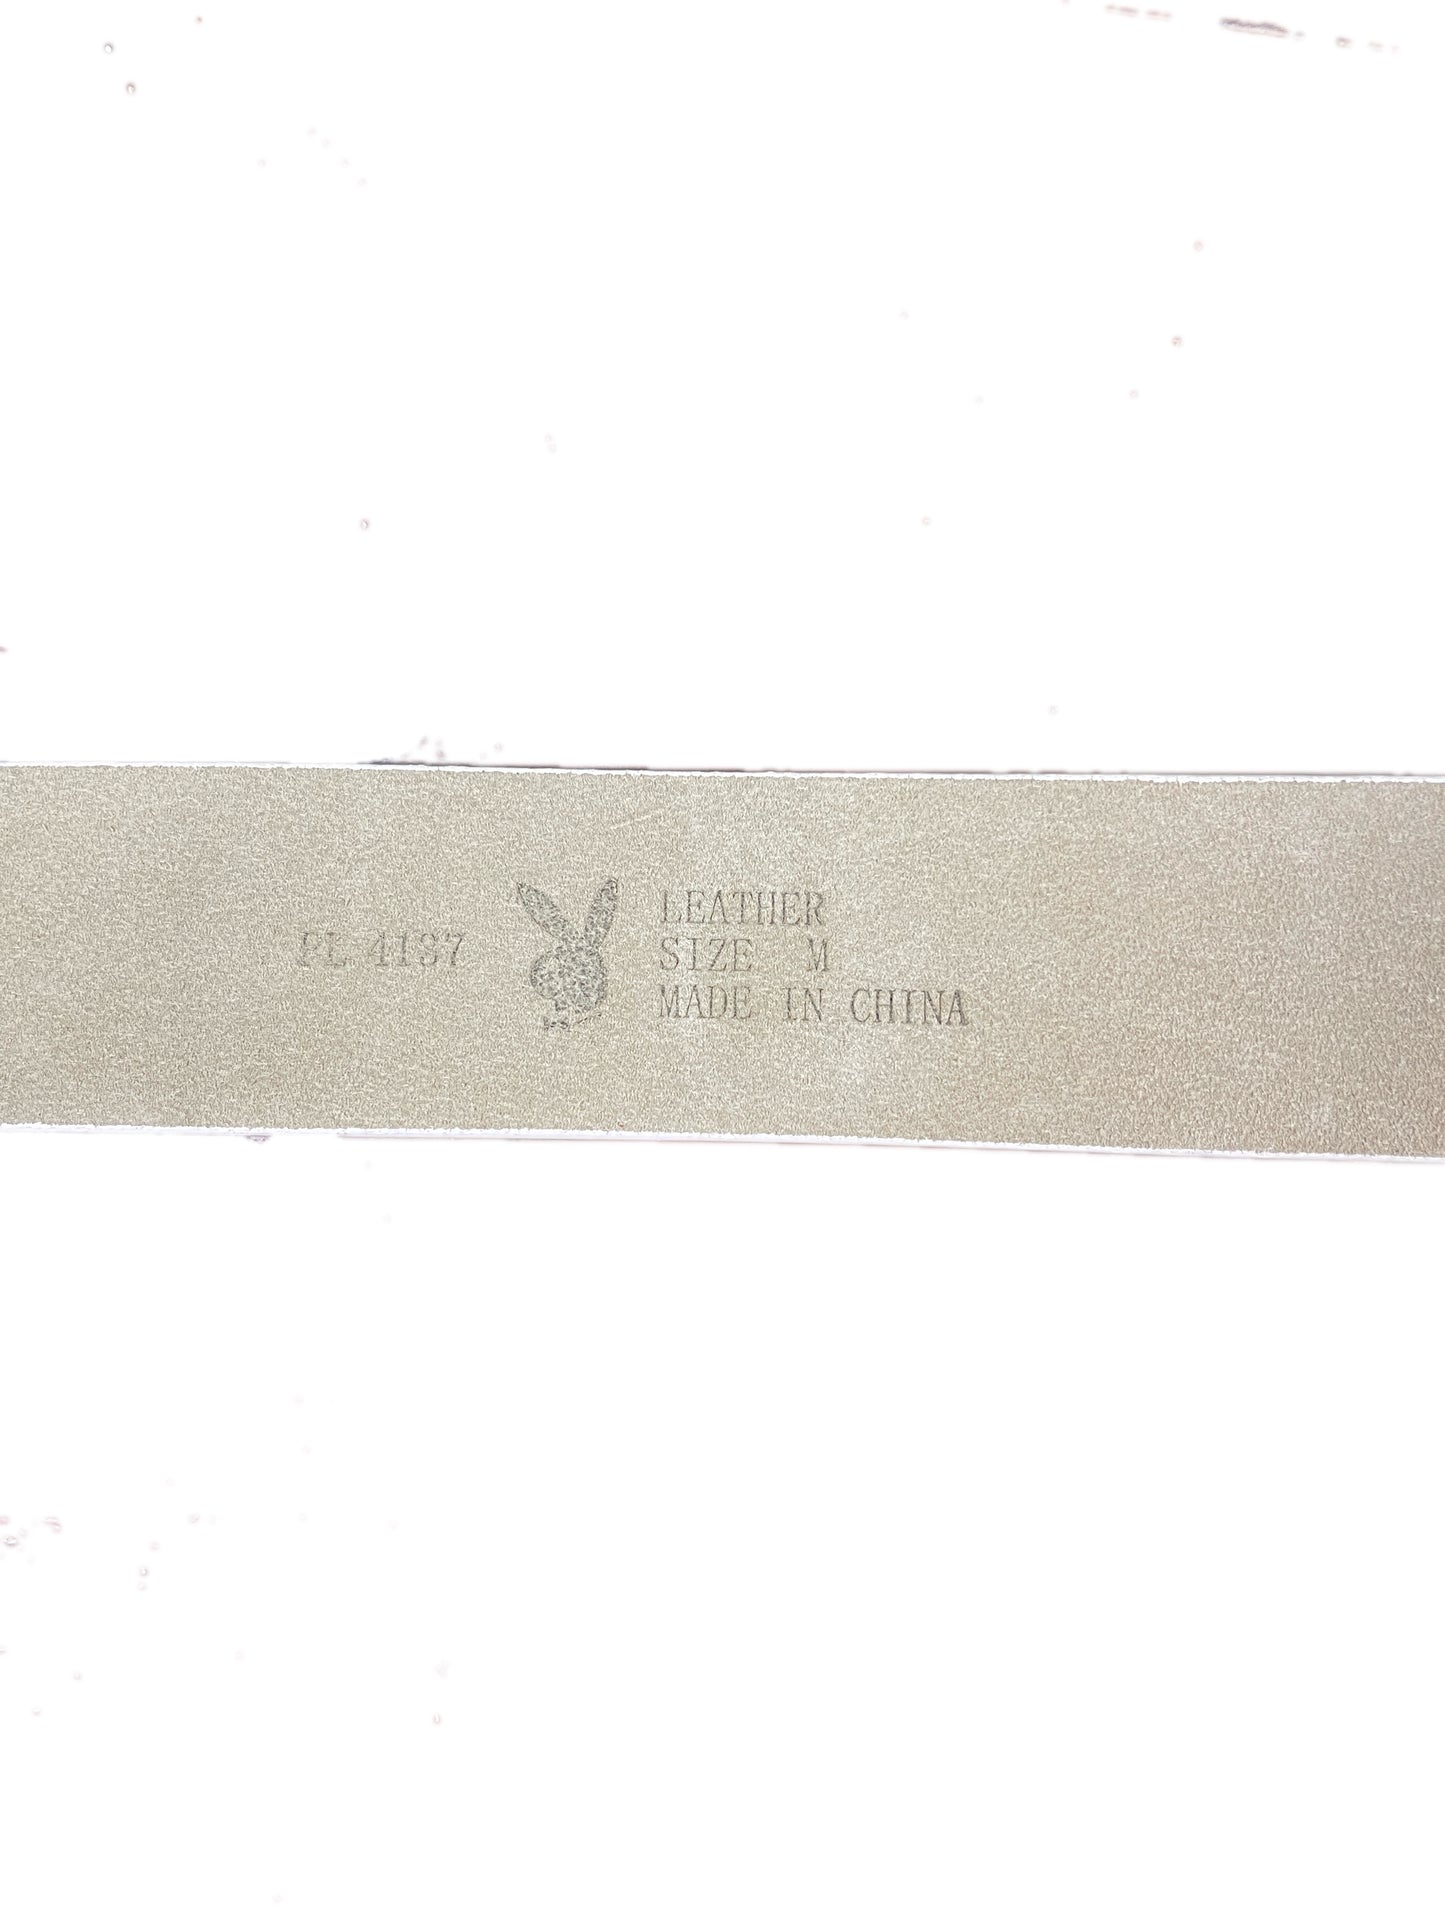 PL 4137
LEATHER
SIZE M
MADE IN CHINA